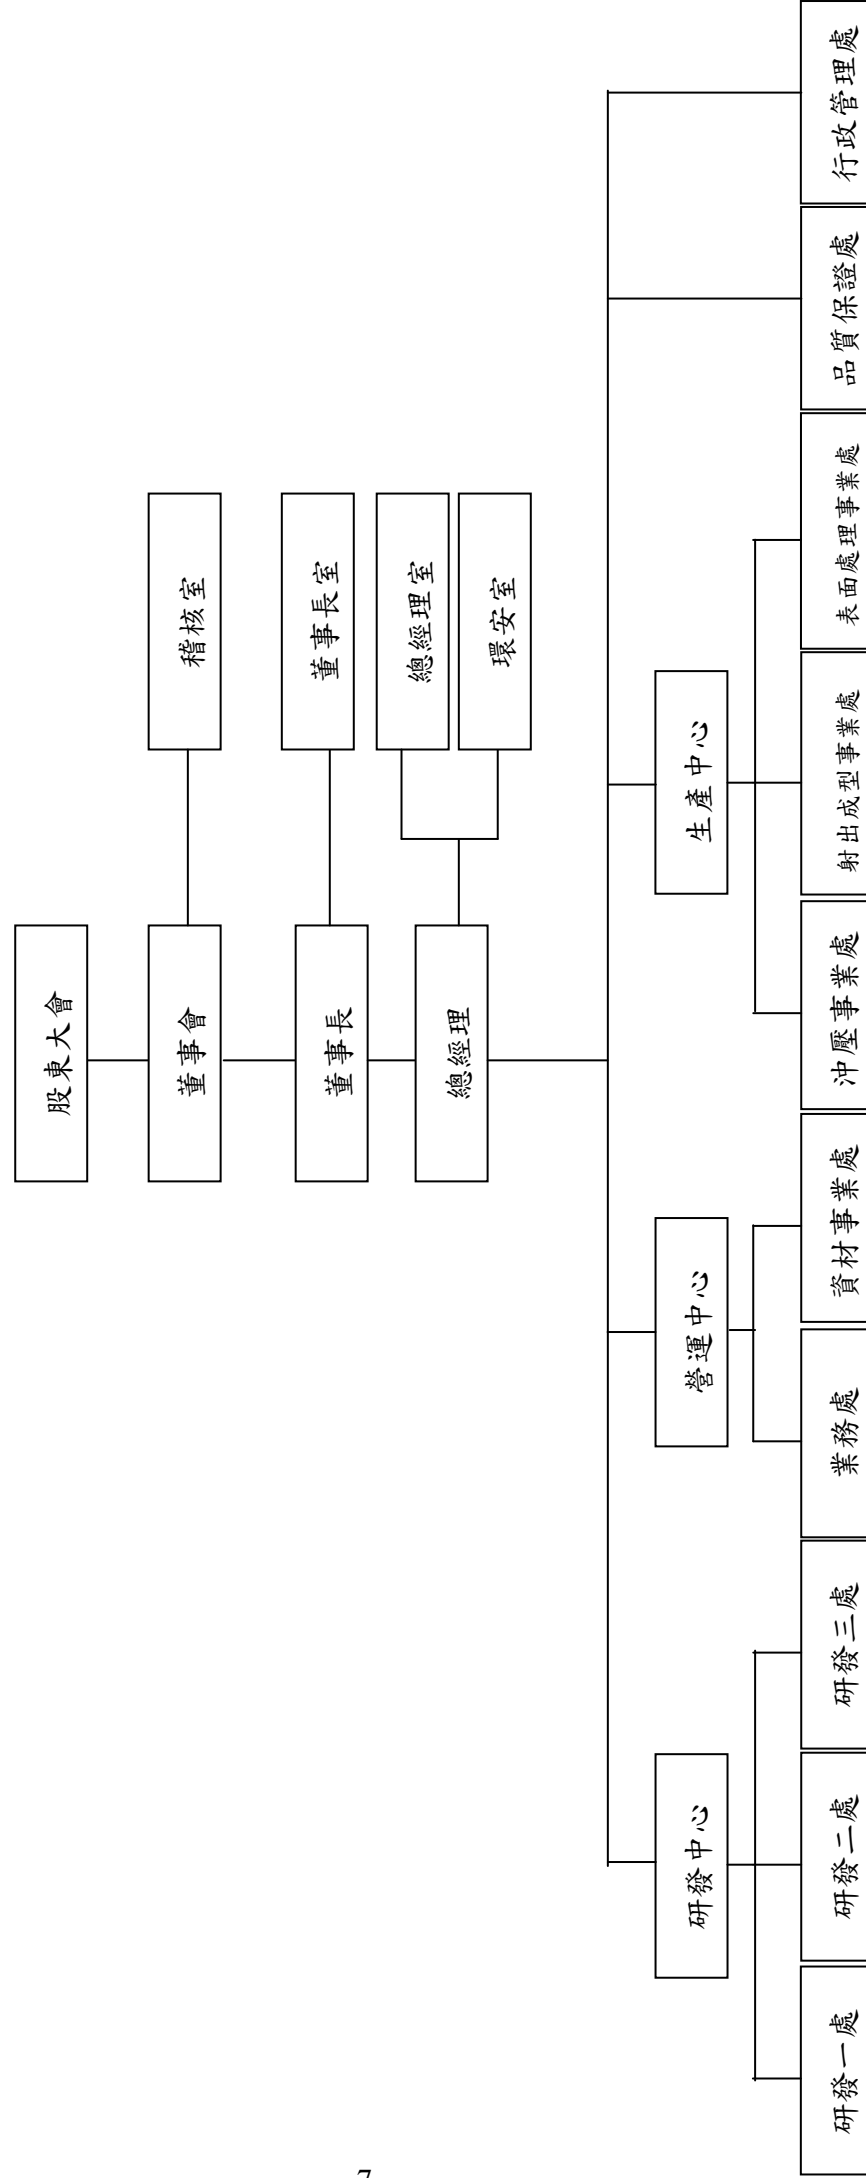 股東大會
董事會
稽核室
董事長
董事長室
總經理
總經理室
環安室
研發中心
營運中心
生產中心
研發一處
研發二處
研發三處
業務處
資材事業處
沖壓事業處
射出成型事業處
表面處理事業處
品質保證處
行政管理處
7